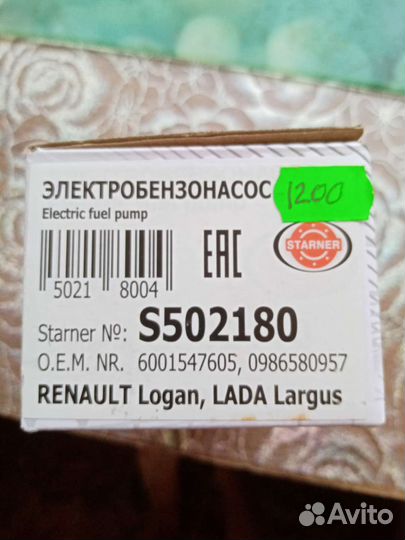 ЭЛЕКТРОБЕНЗОНАСОС
1200
Electric fuel pump
STARNER
5021 8004
EAC
Starner №: S502180
O.E.M. NR. 6001547605, 0986580957
RENAULT Logan, LADA Largus
Avito